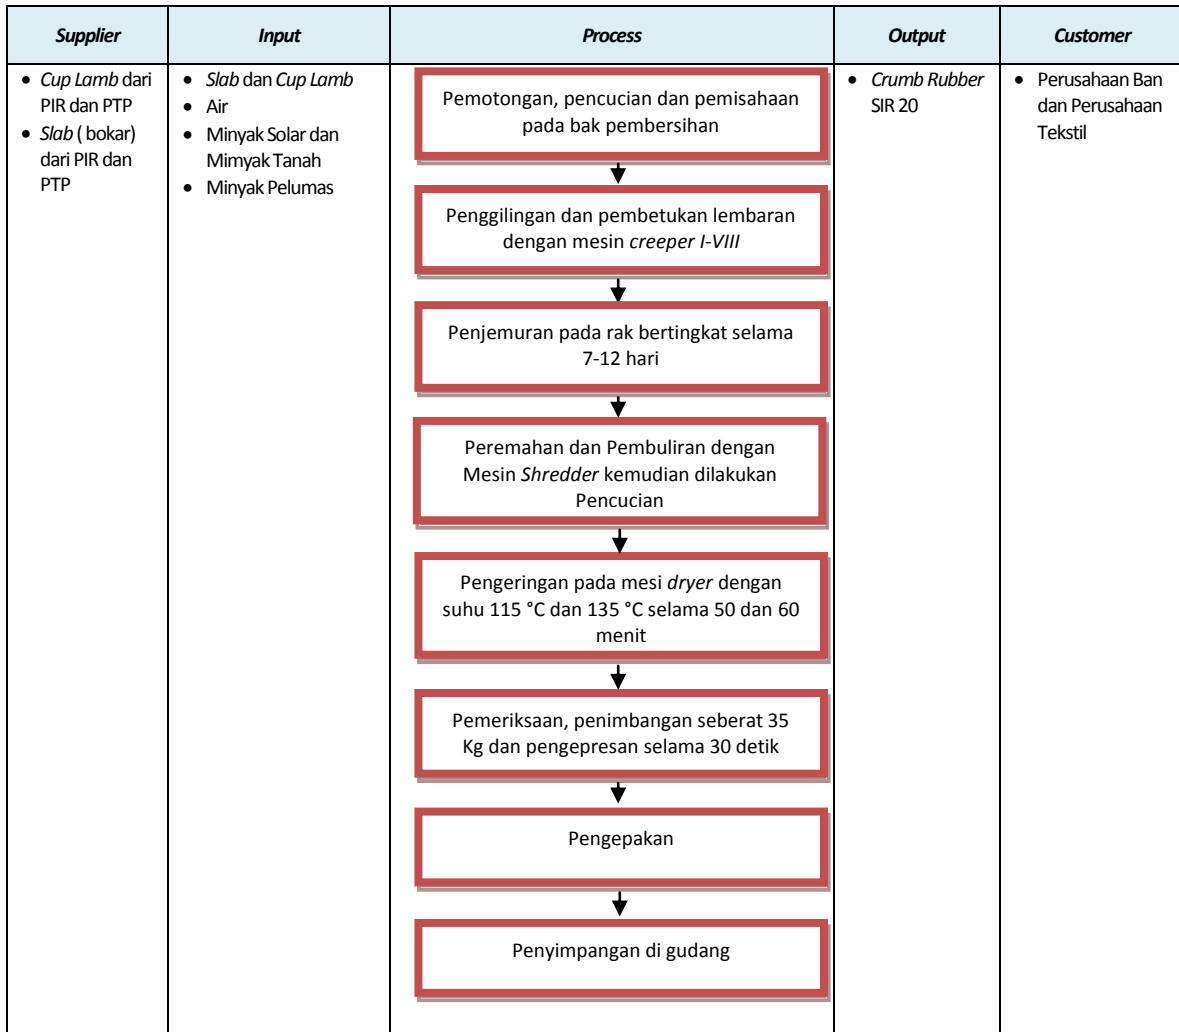 Supplier
Input
Process
Output
Customer
• Cup Lamb dari
PIR dan PTP
• Slab ( bokar)
dari PIR dan
PTP
• Slab dan Cup Lamb
• Air
• Minyak Solar dan
Mimyak Tanah
• Minyak Pelumas
Pemotongan, pencucian dan pemisahaan
pada bak pembersihan
Penggilingan dan pembetukan lembaran
dengan mesin creeper I-VIII
Penjemuran pada rak bertingkat selama
7-12 hari
Peremahan dan Pembuliran dengan
Mesin Shredder kemudian dilakukan
Pencucian
Pengeringan pada mesi dryer dengan
suhu 115 °C dan 135 °C selama 50 dan 60
menit
Pemeriksaan, penimbangan seberat 35
Kg dan pengepresan selama 30 detik
Pengepakan
Penyimpangan di gudang
• Crumb Rubber
SIR 20
• Perusahaan Ban
dan Perusahaan
Tekstil